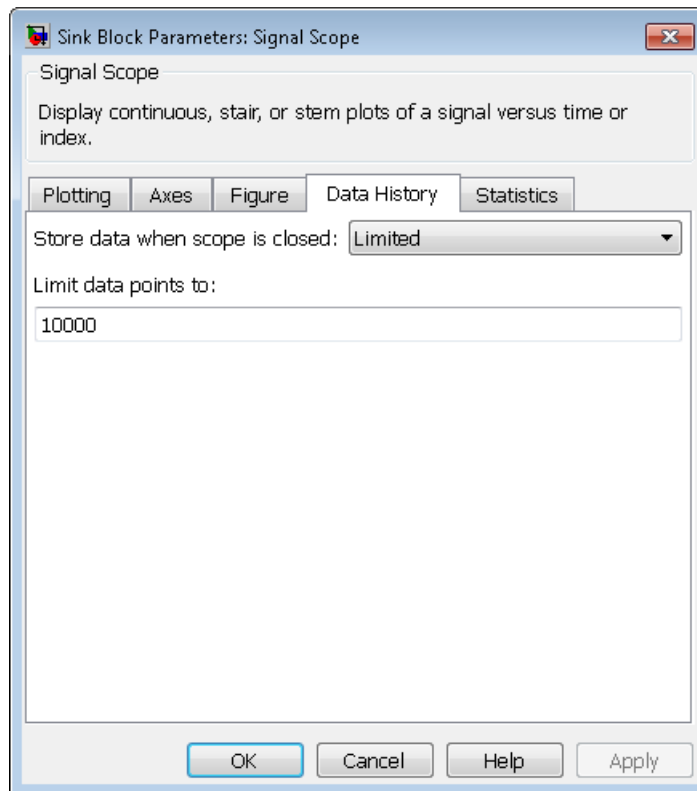 Sink Block Parameters: Signal Scope
Signal Scope
Display continuous, stair, or stem plots of a signal versus time or
index.
Plotting Axes Figure Data History Statistics
Store data when scope is closed: Limited
Limit data points to:
10000
OK Cancel Help Apply